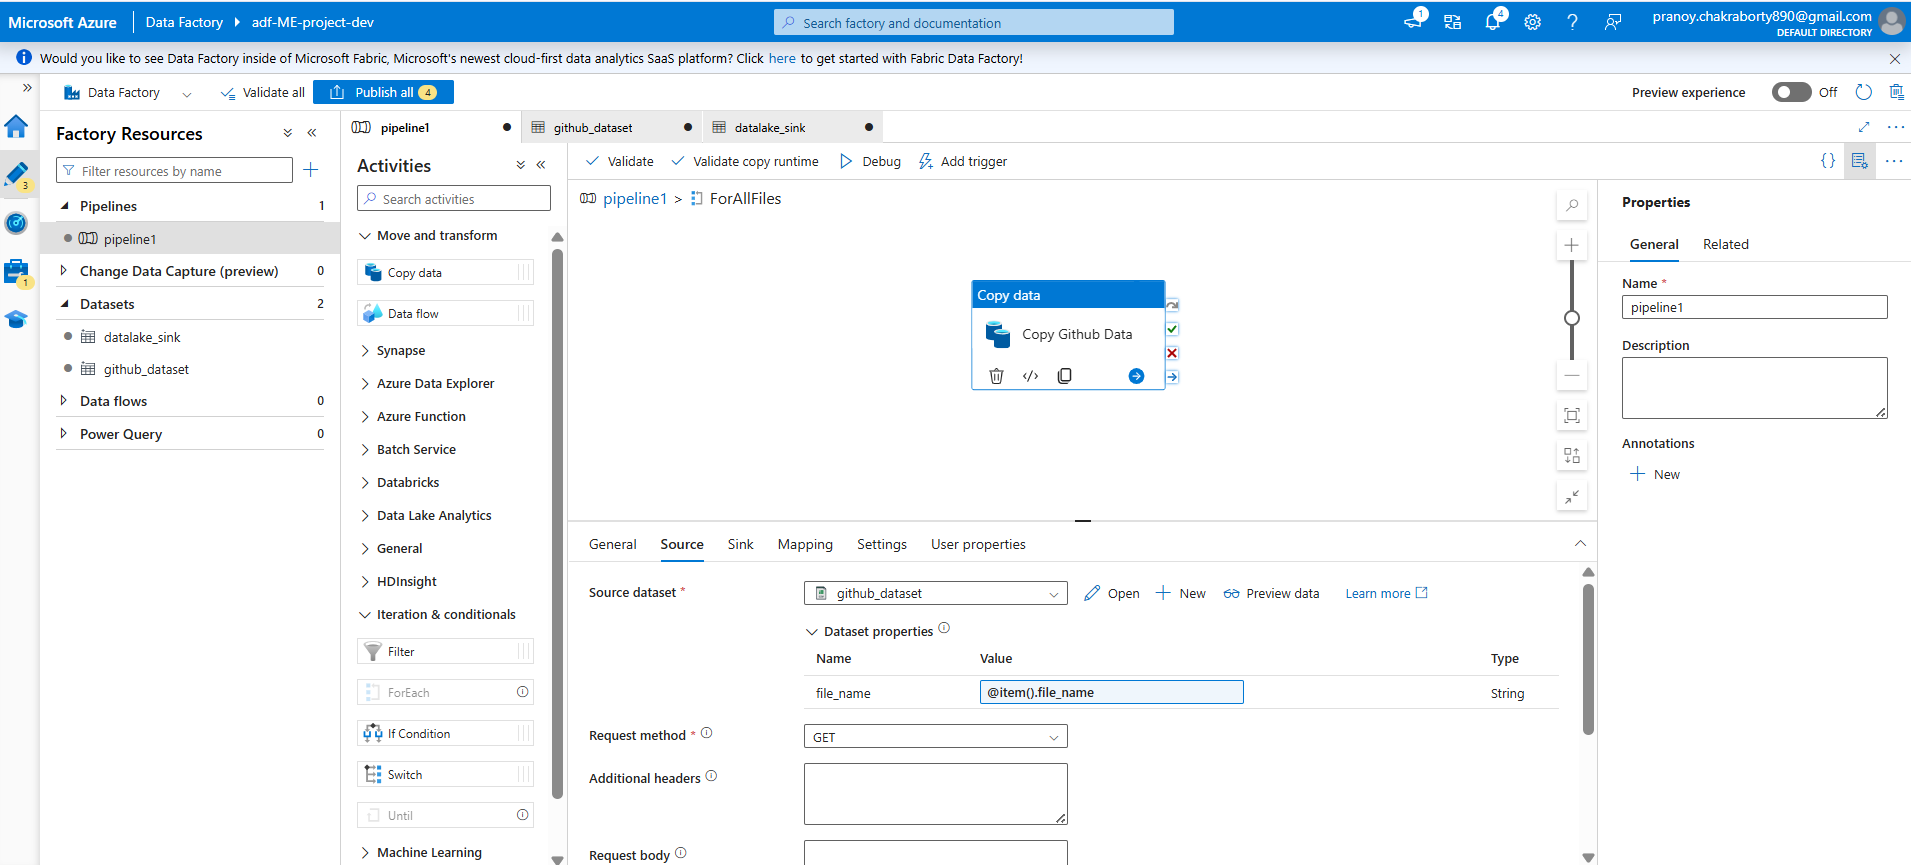 Microsoft Azure Data Factory adf-ME-project-dev Search factory and documentation 1 4 pranoy.chakraborty890@gmail.com
DEFAULT DIRECTORY
Would you like to see Data Factory inside of Microsoft Fabric, Microsoft's newest cloud-first data analytics SaaS platform? Click here to get started with Fabric Data Factory!
Data Factory Validate all Publish all 4 Preview experience Off
Factory Resources
Filter resources by name
3
Pipelines 1
pipeline1
Change Data Capture (preview) 0
1
Datasets 2
datalake_sink
github_dataset
Data flows 0
Power Query 0
pipeline1 github_dataset datalake_sink
Activities
Search activities
Move and transform
Copy data
Data flow
Synapse
Azure Data Explorer
Azure Function
Batch Service
Databricks
Data Lake Analytics
General
HDInsight
Iteration & conditionals
Filter
ForEach
If Condition
Switch
Until
Machine Learning
Validate Validate copy runtime Debug Add trigger
pipeline1 > ForAllFiles
Copy data
Copy Github Data
General Source Sink Mapping Settings User properties
Source dataset * github_dataset Open New Preview data Learn more
Dataset properties
Name Value Type
file_name @item().file_name String
Request method * GET
Additional headers
Request body
Properties
General Related
Name *
pipeline1
Description
Annotations
New